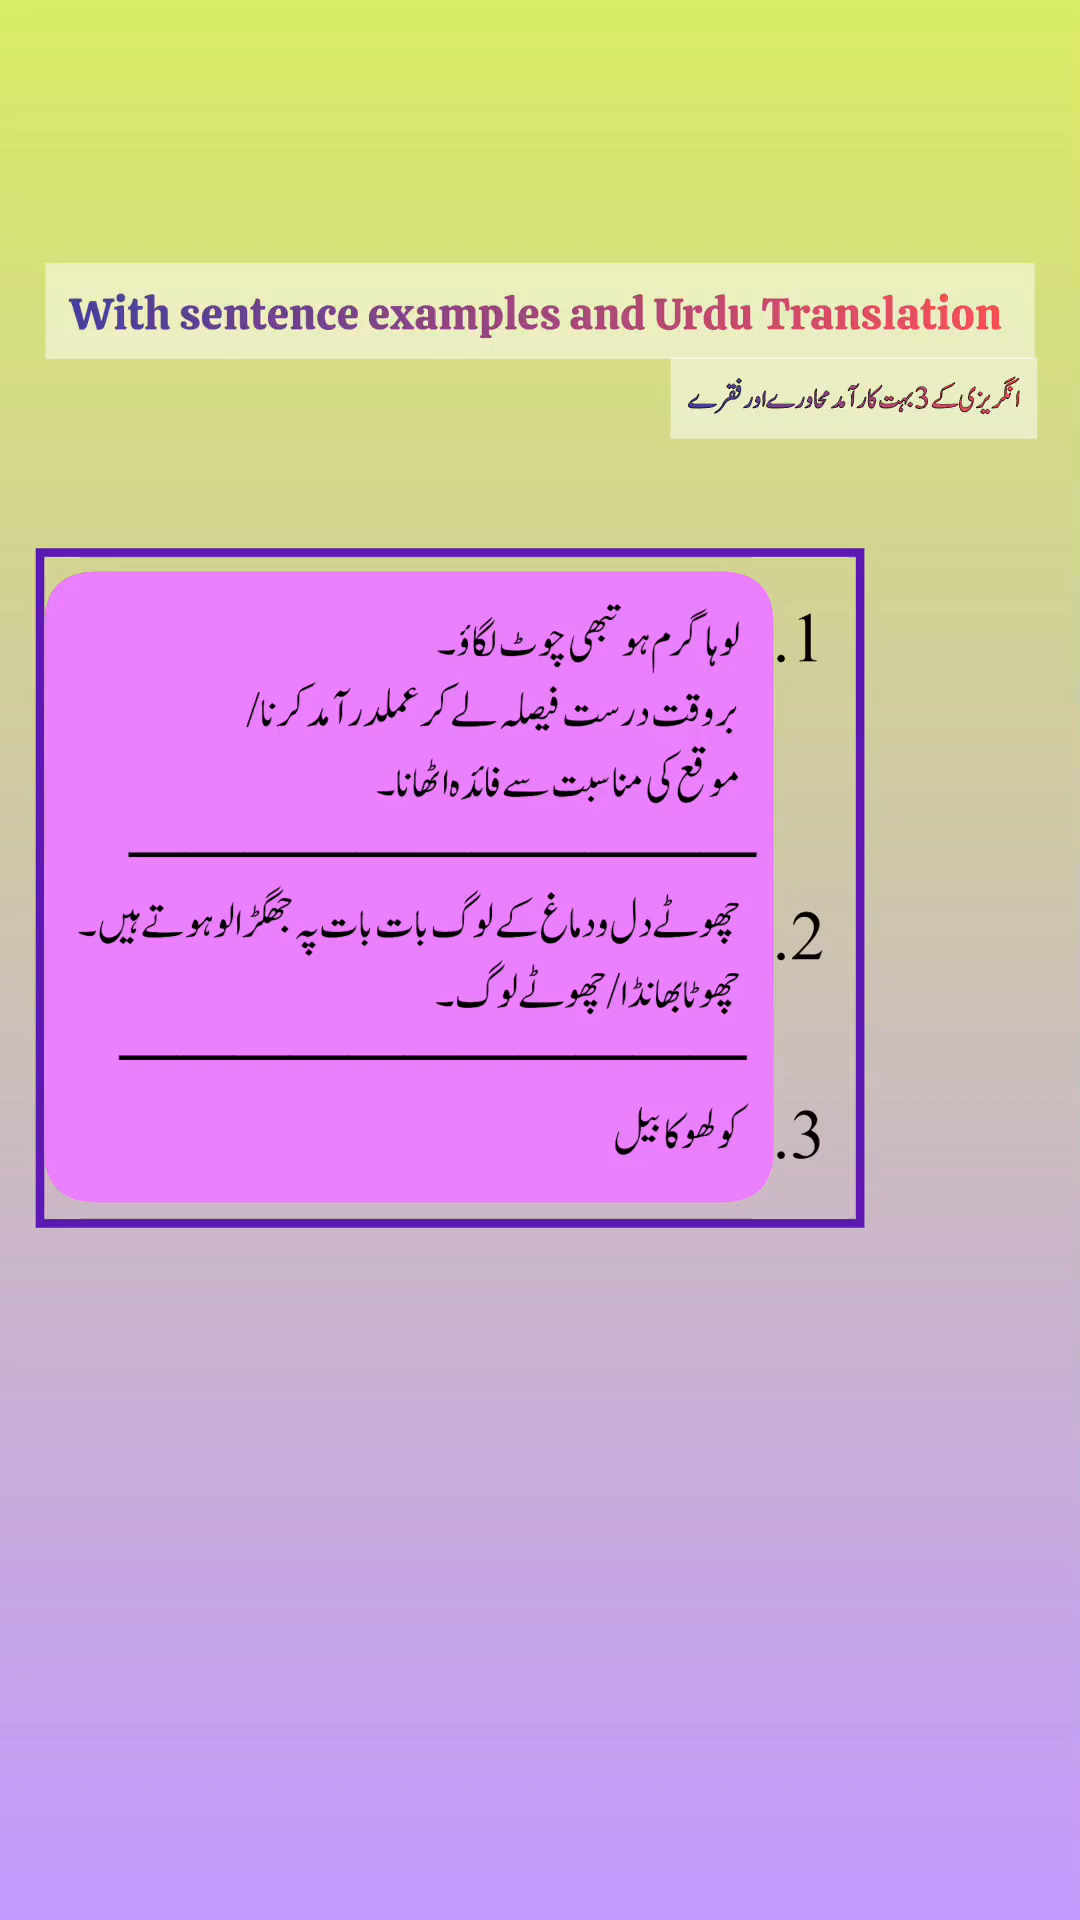 With sentence examples and Urdu Translation
انگریزی کے 3 بہت کارآمد محاورے اور فقرے
1. لوہا گرم ہو تبھی چوٹ لگاؤ۔
بروقت درست فیصلہ لے کر عملدرآمد کرنا/
موقع کی مناسبت سے فائدہ اٹھانا۔
2. چھوٹے دل و دماغ کے لوگ بات بات پہ جھگڑالو ہوتے ہیں۔
چھوٹا بھانڈا/چھوٹے لوگ۔
3. کولھو کا بیل